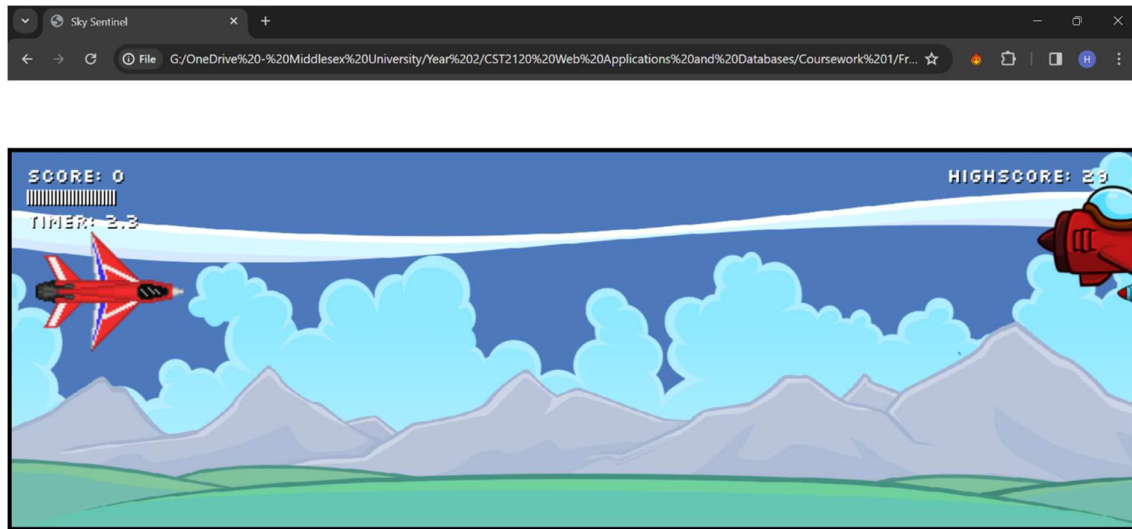 Sky Sentinel
File G:/OneDrive%20-%20Middlesex%20University/Year%202/CST2120%20Web%20Applications%20and%20Databases/Coursework%201/Fr...
H
SCORE: 0
HIGHSCORE: 29
TIMER: 2.3